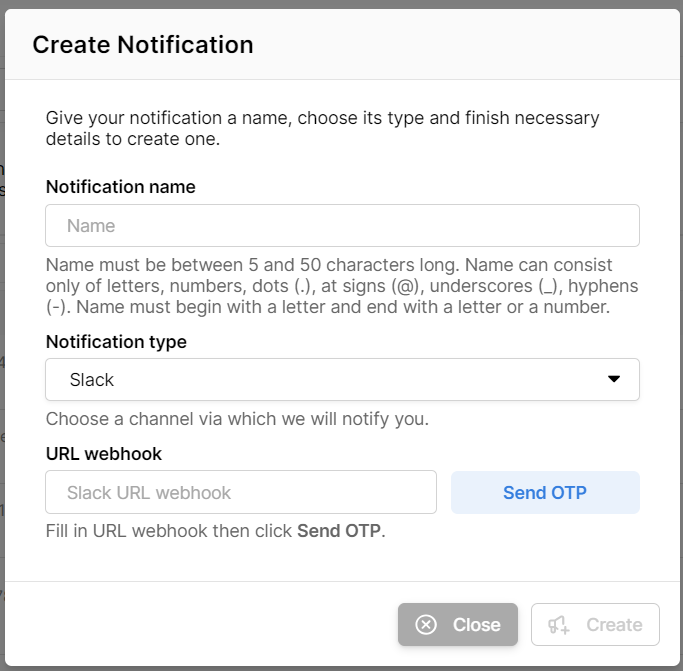 Create Notification
Give your notification a name, choose its type and finish necessary
details to create one.
Notification name
Name
Name must be between 5 and 50 characters long. Name can consist
only of letters, numbers, dots (.), at signs (@), underscores (_), hyphens
(-). Name must begin with a letter and end with a letter or a number.
Notification type
Slack
Choose a channel via which we will notify you.
URL webhook
Slack URL webhook
Send OTP
Fill in URL webhook then click Send OTP.
Close
Create